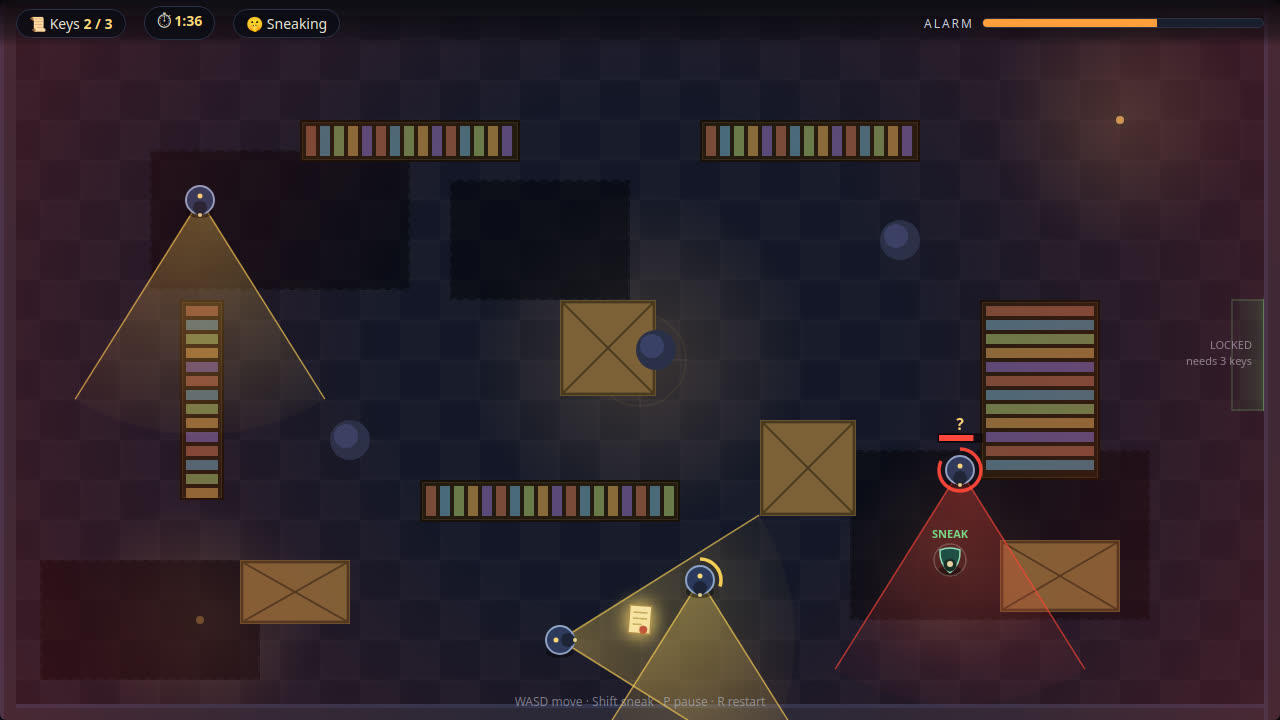 Keys 2 / 3
1:36
Sneaking
ALARM
LOCKED
needs 3 keys
?
SNEAK
WASD move · Shift sneak · P pause · R restart